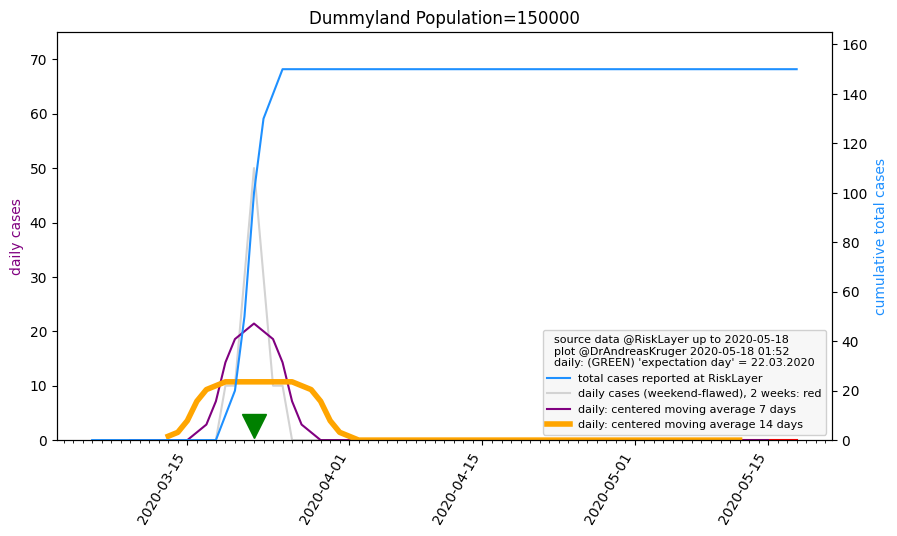 Dummyland Population=150000
daily cases
70
60
50
40
30
20
10
0
160
140
120
100
80
60
40
20
0
cumulative total cases
source data @RiskLayer up to 2020-05-18
plot @DrAndreasKruger 2020-05-18 01:52
daily: (GREEN) 'expectation day' = 22.03.2020
total cases reported at RiskLayer
daily cases (weekend-flawed), 2 weeks: red
daily: centered moving average 7 days
daily: centered moving average 14 days
2020-03-15
2020-04-01
2020-04-15
2020-05-01
2020-05-15